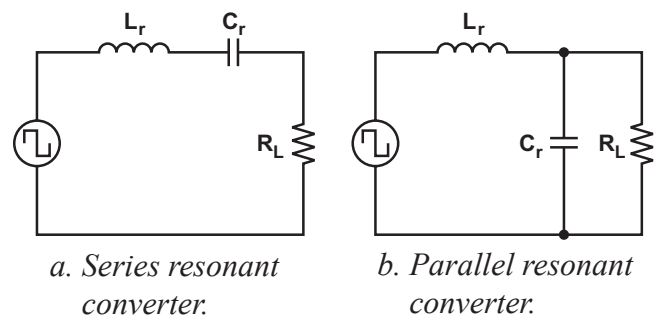 Lr
Cr
RL
a. Series resonant
converter.
Lr
Cr
RL
b. Parallel resonant
converter.